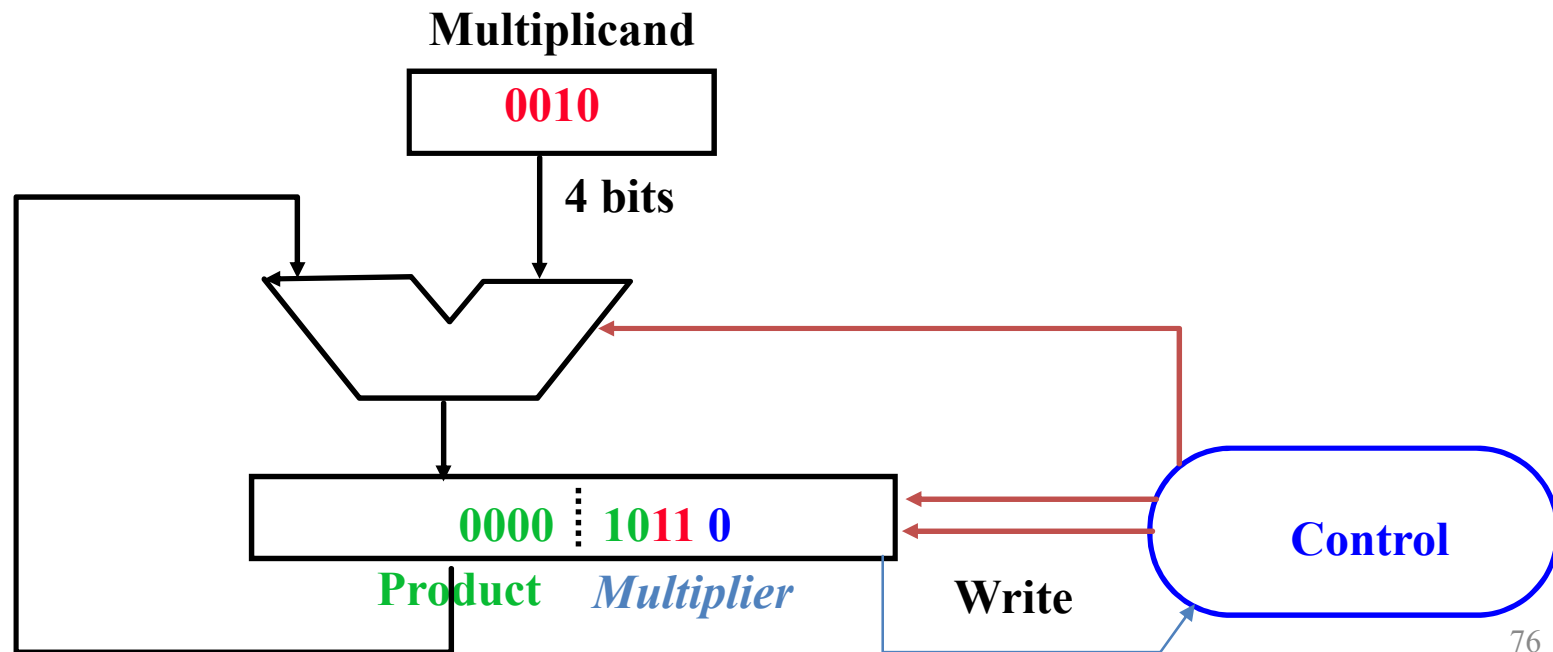 Multiplicand
0010
4 bits
0000 1011 0
Control
Product Multiplier
Write
76